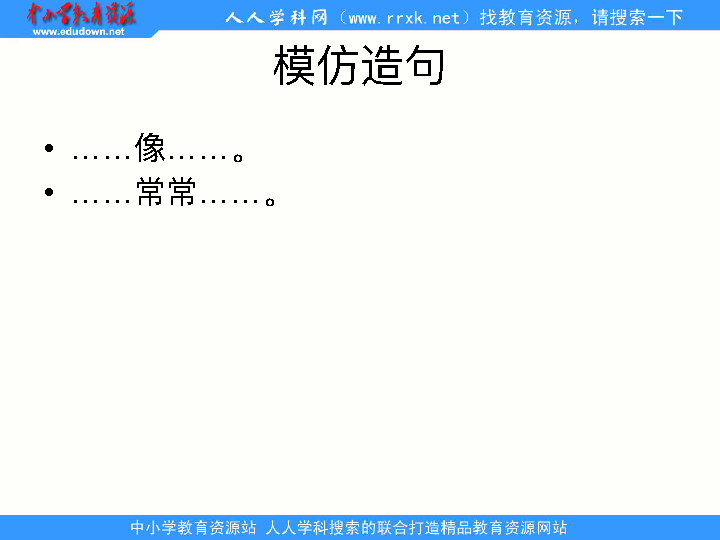 中小学教育资源
www.edudown.net
人人学科网（www.rrxk.net）找教育资源，请搜索一下
模仿造句
• ……像……。
• ……常常……。
中小学教育资源站 人人学科搜索的联合打造精品教育资源网站